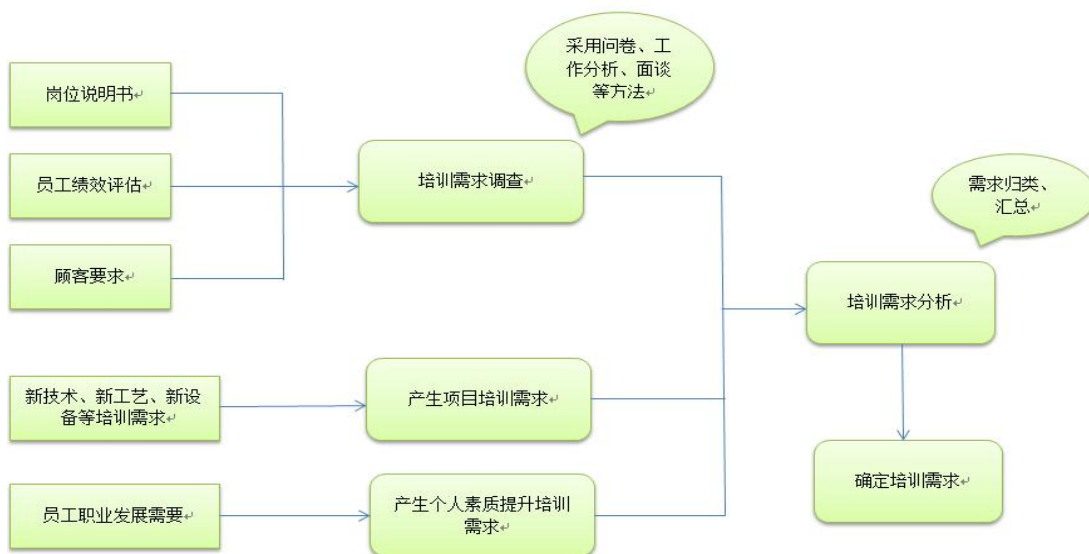 采用问卷、工
作分析、面谈
等方法
岗位说明书
员工绩效评估
培训需求调查
需求归类、
汇总
顾客要求
培训需求分析
新技术、新工艺、新设
备等培训需求
产生项目培训需求
确定培训需求
员工职业发展需要
产生个人素质提升培训
需求